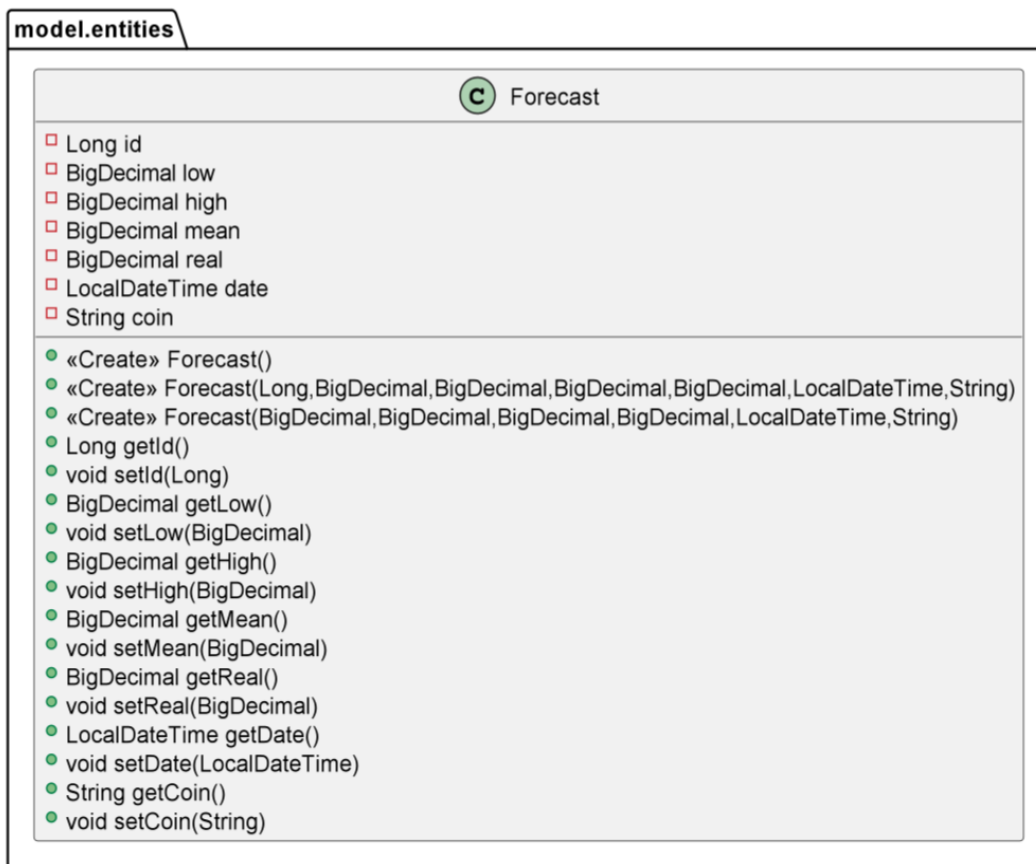 model.entities
C Forecast
Long id
BigDecimal low
BigDecimal high
BigDecimal mean
BigDecimal real
LocalDateTime date
String coin
«Create» Forecast()
«Create» Forecast(Long,BigDecimal,BigDecimal,BigDecimal,BigDecimal,LocalDateTime,String)
«Create» Forecast(BigDecimal,BigDecimal,BigDecimal,BigDecimal,LocalDateTime,String)
Long getId()
void setId(Long)
BigDecimal getLow()
void setLow(BigDecimal)
BigDecimal getHigh()
void setHigh(BigDecimal)
BigDecimal getMean()
void setMean(BigDecimal)
BigDecimal getReal()
void setReal(BigDecimal)
LocalDateTime getDate()
void setDate(LocalDateTime)
String getCoin()
void setCoin(String)